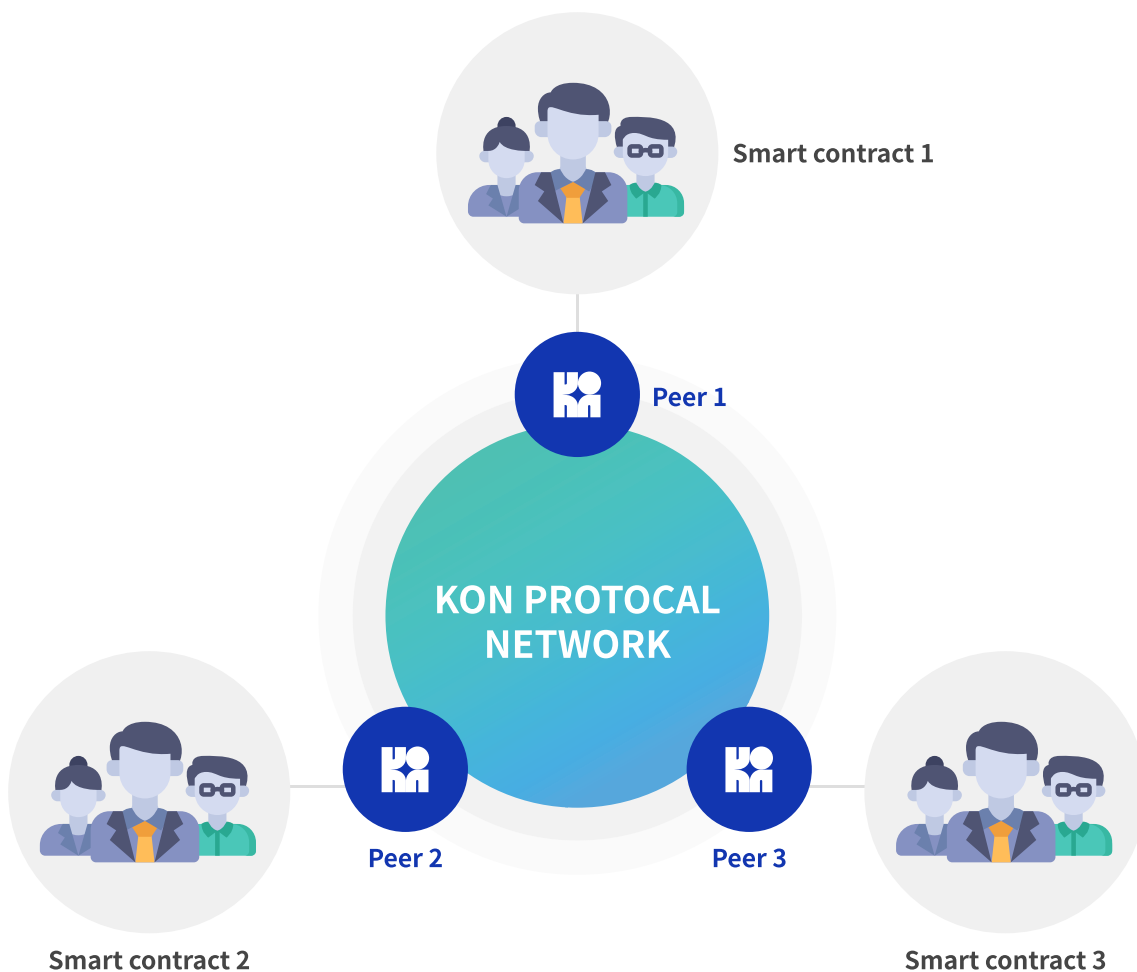 Smart contract 1
Peer 1
KON PROTOCAL
NETWORK
Peer 2
Peer 3
Smart contract 2
Smart contract 3